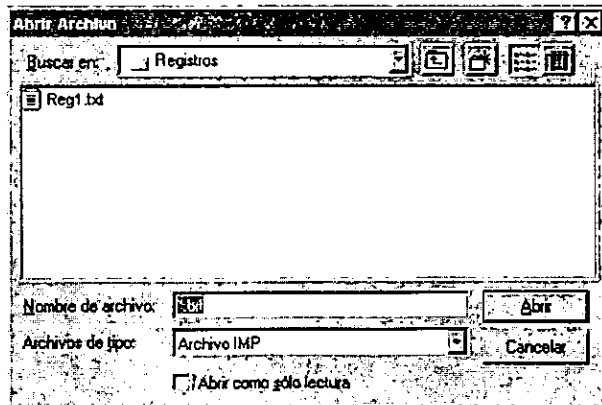 Abrir Archivo
Buscar en: Registros
Reg1.txt
Nombre de archivo: *.txt Abrir
Archivos de tipo: Archivo IMP Cancelar
Abrir como sólo lectura